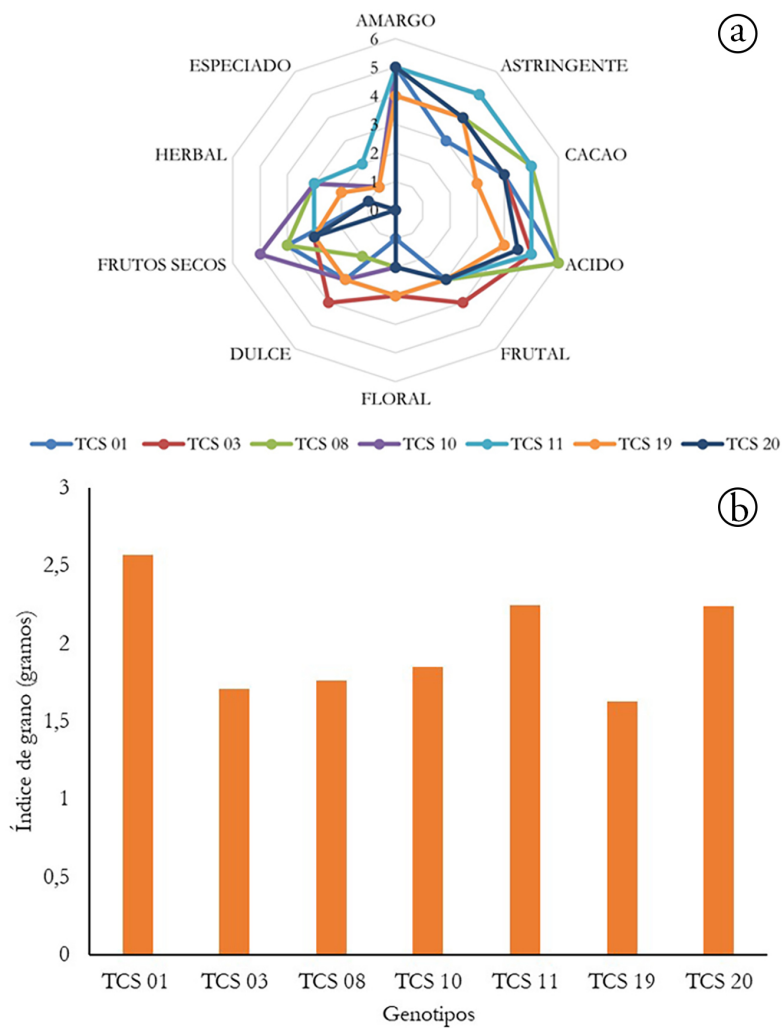 AMARGO
a
6
ESPECIADO
ASTRINGENTE
5
4
3
HERBAL
CACAO
2
1
0
FRUTOS SECOS
ACIDO
DULCE
FRUTAL
FLORAL
TCS 01 TCS 03 TCS 08 TCS 10 TCS 11 TCS 19 TCS 20
b
3
2,5
2
1,5
1
0,5
0
Índice de grano (gramos)
TCS 01 TCS 03 TCS 08 TCS 10 TCS 11 TCS 19 TCS 20
Genotipos